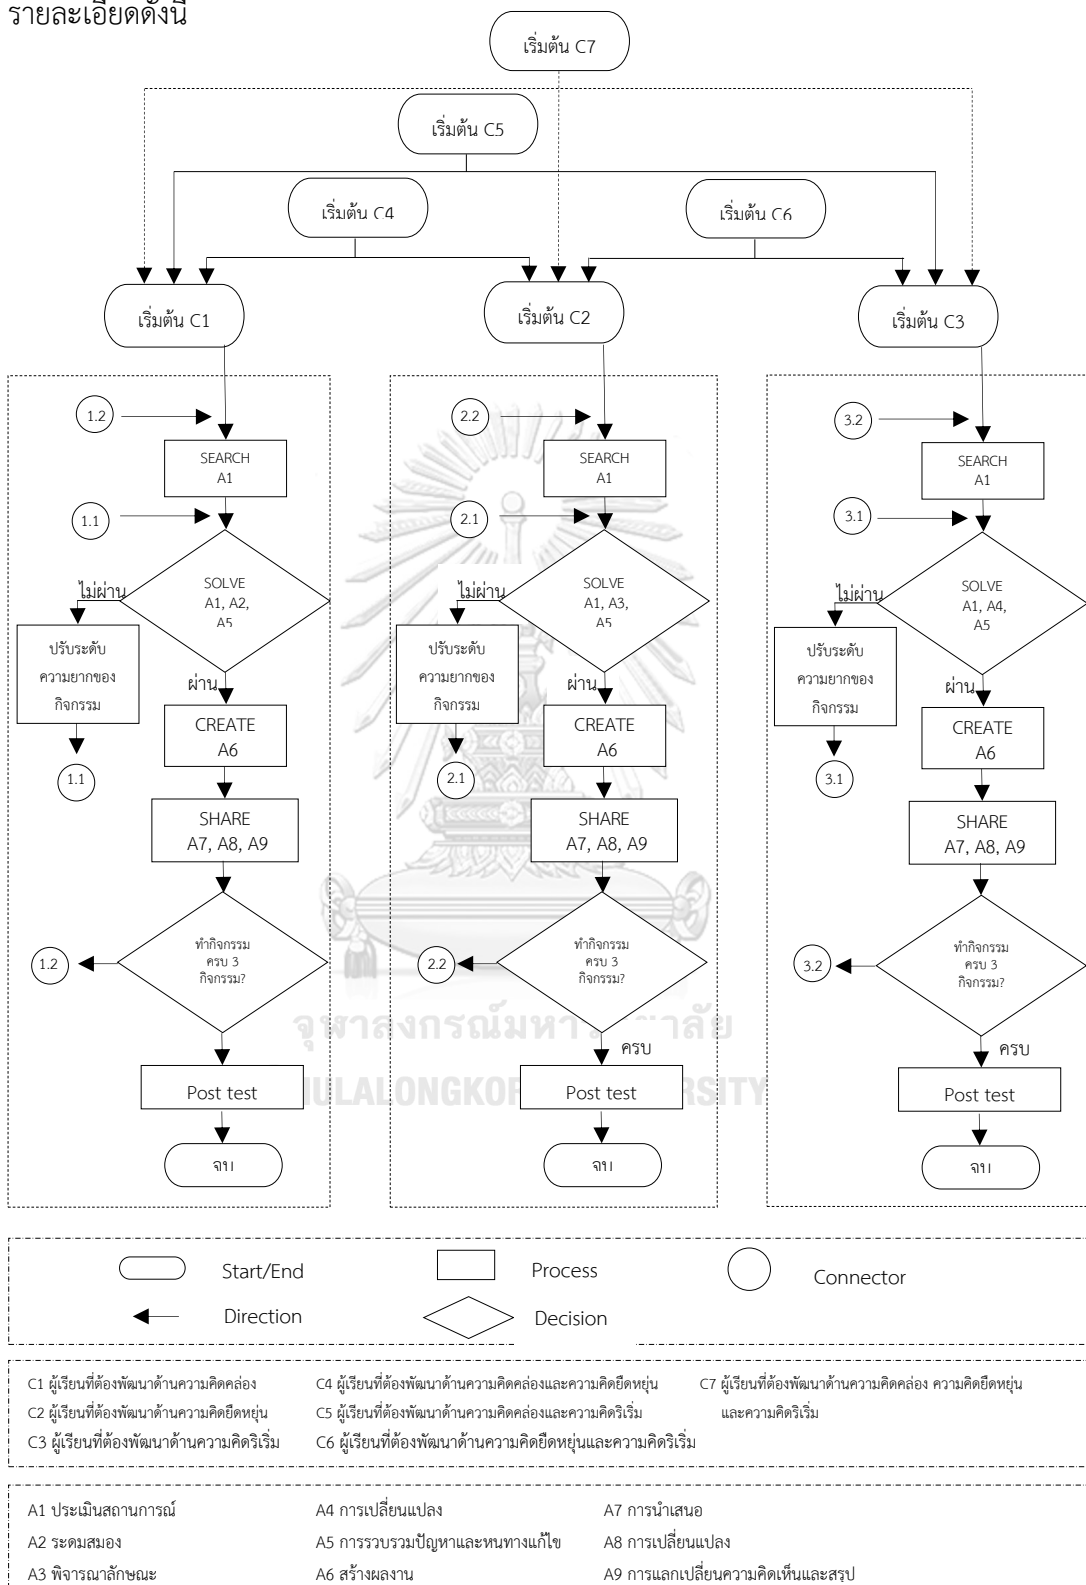 รายละเอียดดังนี้
เริ่มต้น C7
เริ่มต้น C5
เริ่มต้น C4
เริ่มต้น C6
เริ่มต้น C1
เริ่มต้น C2
เริ่มต้น C3
1.2
SEARCH
A1
1.1
SOLVE
A1, A2,
A5
ไม่ผ่าน
ปรับระดับ
ความยากของ
กิจกรรม
1.1
ผ่าน
CREATE
A6
SHARE
A7, A8, A9
ทำกิจกรรม
ครบ 3
กิจกรรม?
1.2
Post test
จบ
2.2
SEARCH
A1
2.1
SOLVE
A1, A3,
A5
ไม่ผ่าน
ปรับระดับ
ความยากของ
กิจกรรม
2.1
ผ่าน
CREATE
A6
SHARE
A7, A8, A9
ทำกิจกรรม
ครบ 3
กิจกรรม?
2.2
ครบ
Post test
จบ
3.2
SEARCH
A1
3.1
SOLVE
A1, A4,
A5
ไม่ผ่าน
ปรับระดับ
ความยากของ
กิจกรรม
3.1
ผ่าน
CREATE
A6
SHARE
A7, A8, A9
ทำกิจกรรม
ครบ 3
กิจกรรม?
3.2
ครบ
Post test
จบ
Start/End
Process
Connector
Direction
Decision
C1 ผู้เรียนที่ต้องพัฒนาด้านความคิดคล่อง
C2 ผู้เรียนที่ต้องพัฒนาด้านความคิดยืดหยุ่น
C3 ผู้เรียนที่ต้องพัฒนาด้านความคิดริเริ่ม
C4 ผู้เรียนที่ต้องพัฒนาด้านความคิดคล่องและความคิดยืดหยุ่น
C5 ผู้เรียนที่ต้องพัฒนาด้านความคิดคล่องและความคิดริเริ่ม
C6 ผู้เรียนที่ต้องพัฒนาด้านความคิดยืดหยุ่นและความคิดริเริ่ม
C7 ผู้เรียนที่ต้องพัฒนาด้านความคิดคล่อง ความคิดยืดหยุ่น
และความคิดริเริ่ม
A1 ประเมินสถานการณ์
A2 ระดมสมอง
A3 พิจารณาลักษณะ
A4 การเปลี่ยนแปลง
A5 การรวบรวมปัญหาและหนทางแก้ไข
A6 สร้างผลงาน
A7 การนำเสนอ
A8 การเปลี่ยนแปลง
A9 การแลกเปลี่ยนความคิดเห็นและสรุป